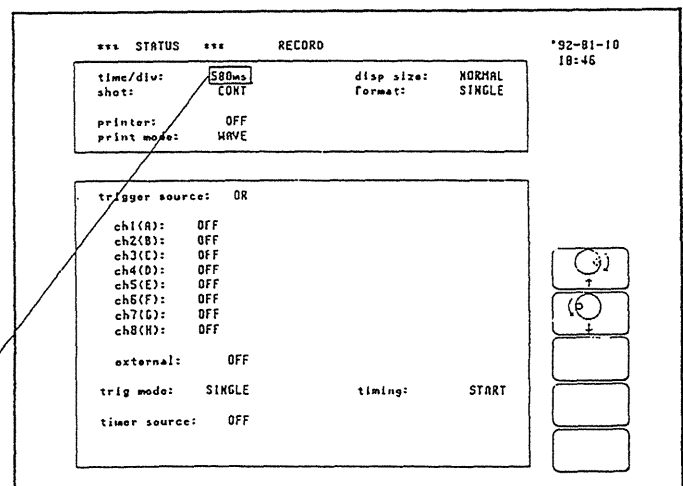 *** STATUS *** RECORD '92-01-10
18:46
time/div: 500ms disp size: NORMAL
shot: CONT format: SINGLE
printer: OFF
print mode: WAVE
trigger source: OR
ch1(A): OFF
ch2(B): OFF
ch3(C): OFF
ch4(D): OFF
ch5(E): OFF
ch6(F): OFF
ch7(G): OFF
ch8(H): OFF
external: OFF
trig mode: SINGLE timing: START
timer source: OFF